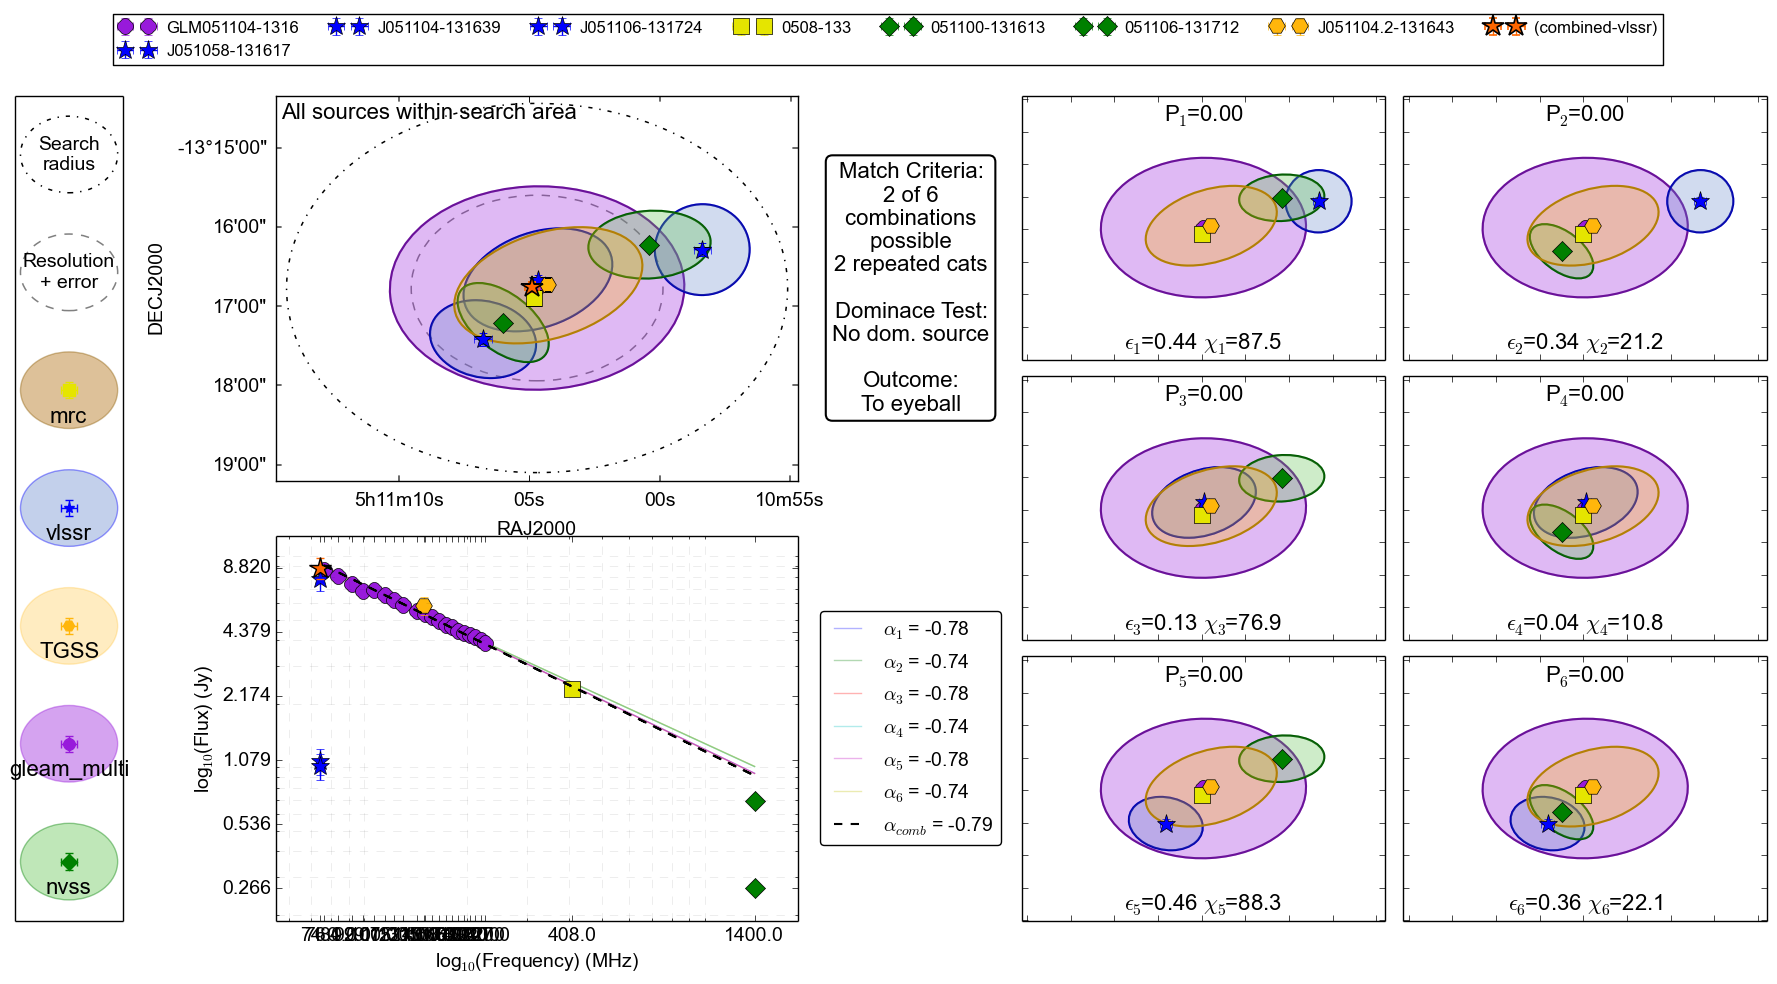 GLM051104-1316 J051104-131639 J051106-131724 0508-133 051100-131613 051106-131712 J051104.2-131643 (combined-vlssr)
J051058-131617
Search
radius
Resolution
+ error
mrc
vlssr
TGSS
gleam_multi
nvss
All sources within search area
DECJ2000
-13°15'00"
16'00"
17'00"
18'00"
19'00"
5h11m10s 05s 00s 10m55s
RAJ2000
Match Criteria:
2 of 6
combinations
possible
2 repeated cats
Dominace Test:
No dom. source
Outcome:
To eyeball
log10(Flux) (Jy)
8.820
4.379
2.174
1.079
0.536
0.266
408.0 1400.0
log10(Frequency) (MHz)
α1 = -0.78
α2 = -0.74
α3 = -0.78
α4 = -0.74
α5 = -0.78
α6 = -0.74
αcomb = -0.79
P1=0.00
ϵ1=0.44 χ1=87.5
P2=0.00
ϵ2=0.34 χ2=21.2
P3=0.00
ϵ3=0.13 χ3=76.9
P4=0.00
ϵ4=0.04 χ4=10.8
P5=0.00
ϵ5=0.46 χ5=88.3
P6=0.00
ϵ6=0.36 χ6=22.1